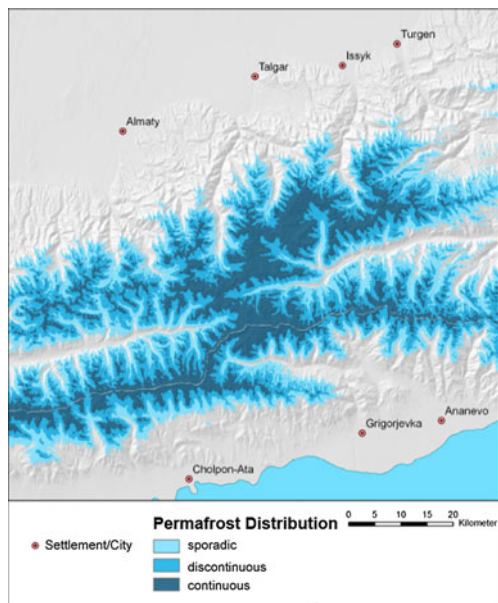 Turgen
Issyk
Talgar
Almaty
Ananevo
Grigorjevka
Cholpon-Ata
Permafrost Distribution
0 5 10 15 20
Kilometer
Settlement/City
sporadic
discontinuous
continuous